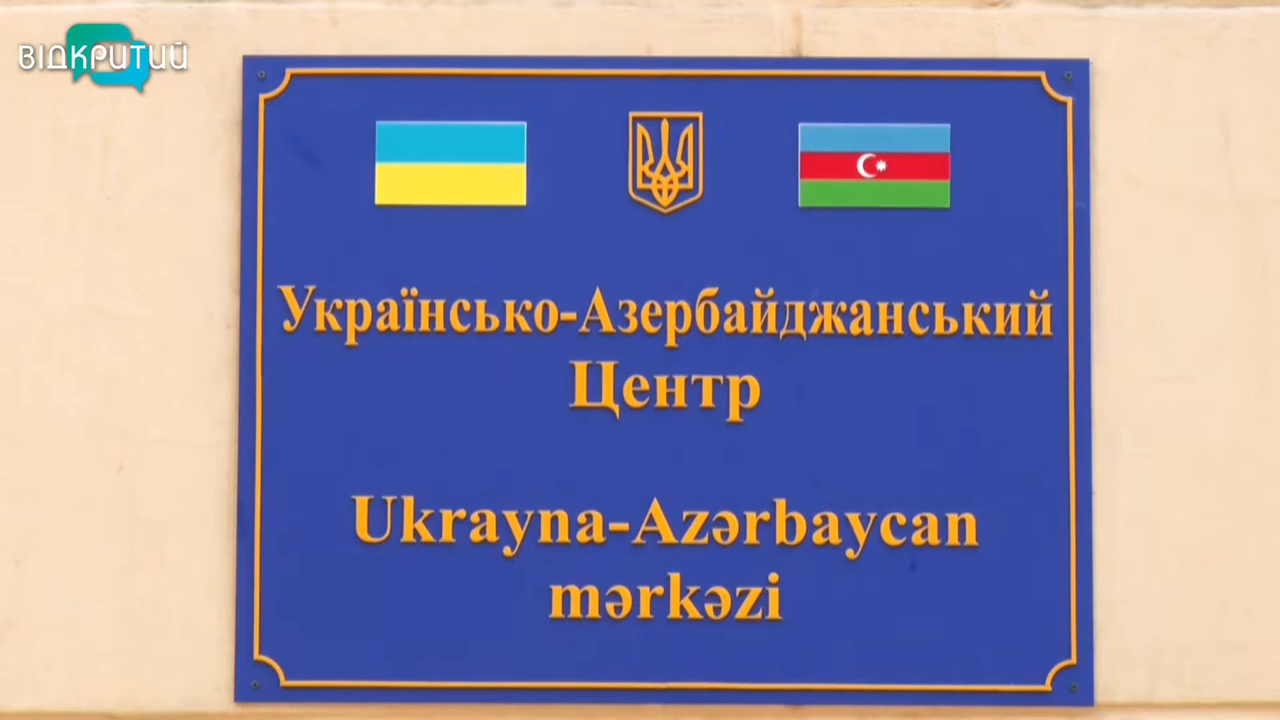 ВІДКРИТИЙ
Українсько-Азербайджанський
Центр
Ukrayna-Azərbaycan
mərkəzi